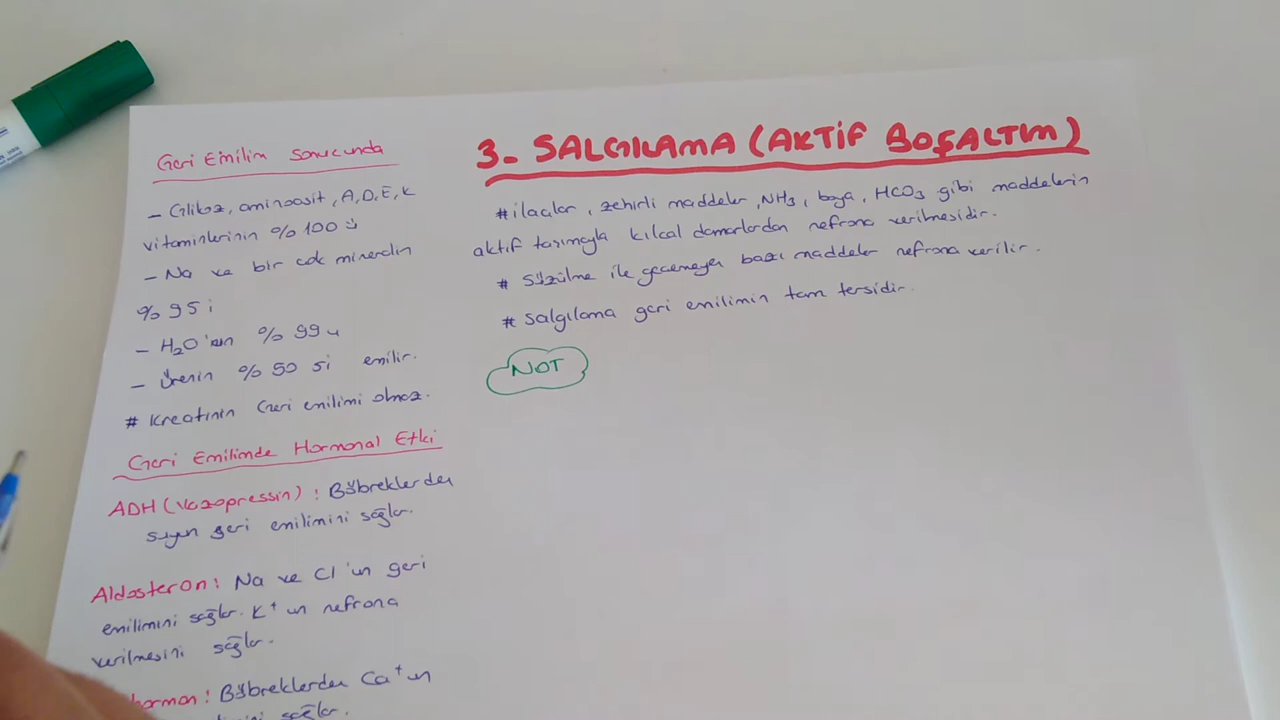 Geri Emilim Sonucunda
- Glikoz, aminoasit, A,D,E,K
vitaminlerinin %100 ü
- Na ve bir çok mineralin
%95 i
- H2O'nun %99 u
- Ürenin %50 si emilir.
# Kreatinin Geri emilimi olmaz.
Geri Emilimde Hormonal Etki
ADH (Vazopressin) : Böbreklerden
suyun geri emilimini sağlar.
Aldosteron : Na ve Cl 'un geri
emilimini sağlar. K+ un nefrona
verilmesini sağlar.
hormon : Böbreklerden Ca+ un
sağlar.
3- SALGILAMA (AKTİF BOŞALTIM)
# ilaçlar, zehirli maddeler, NH3, boya, HCO3 gibi maddelerin
aktif taşımayla kılcal damarlardan nefrona verilmesidir.
# Süzülme ile geçemeyen bazı maddeler nefrona verilir.
# Salgılama geri emilimin tam tersidir.
NOT